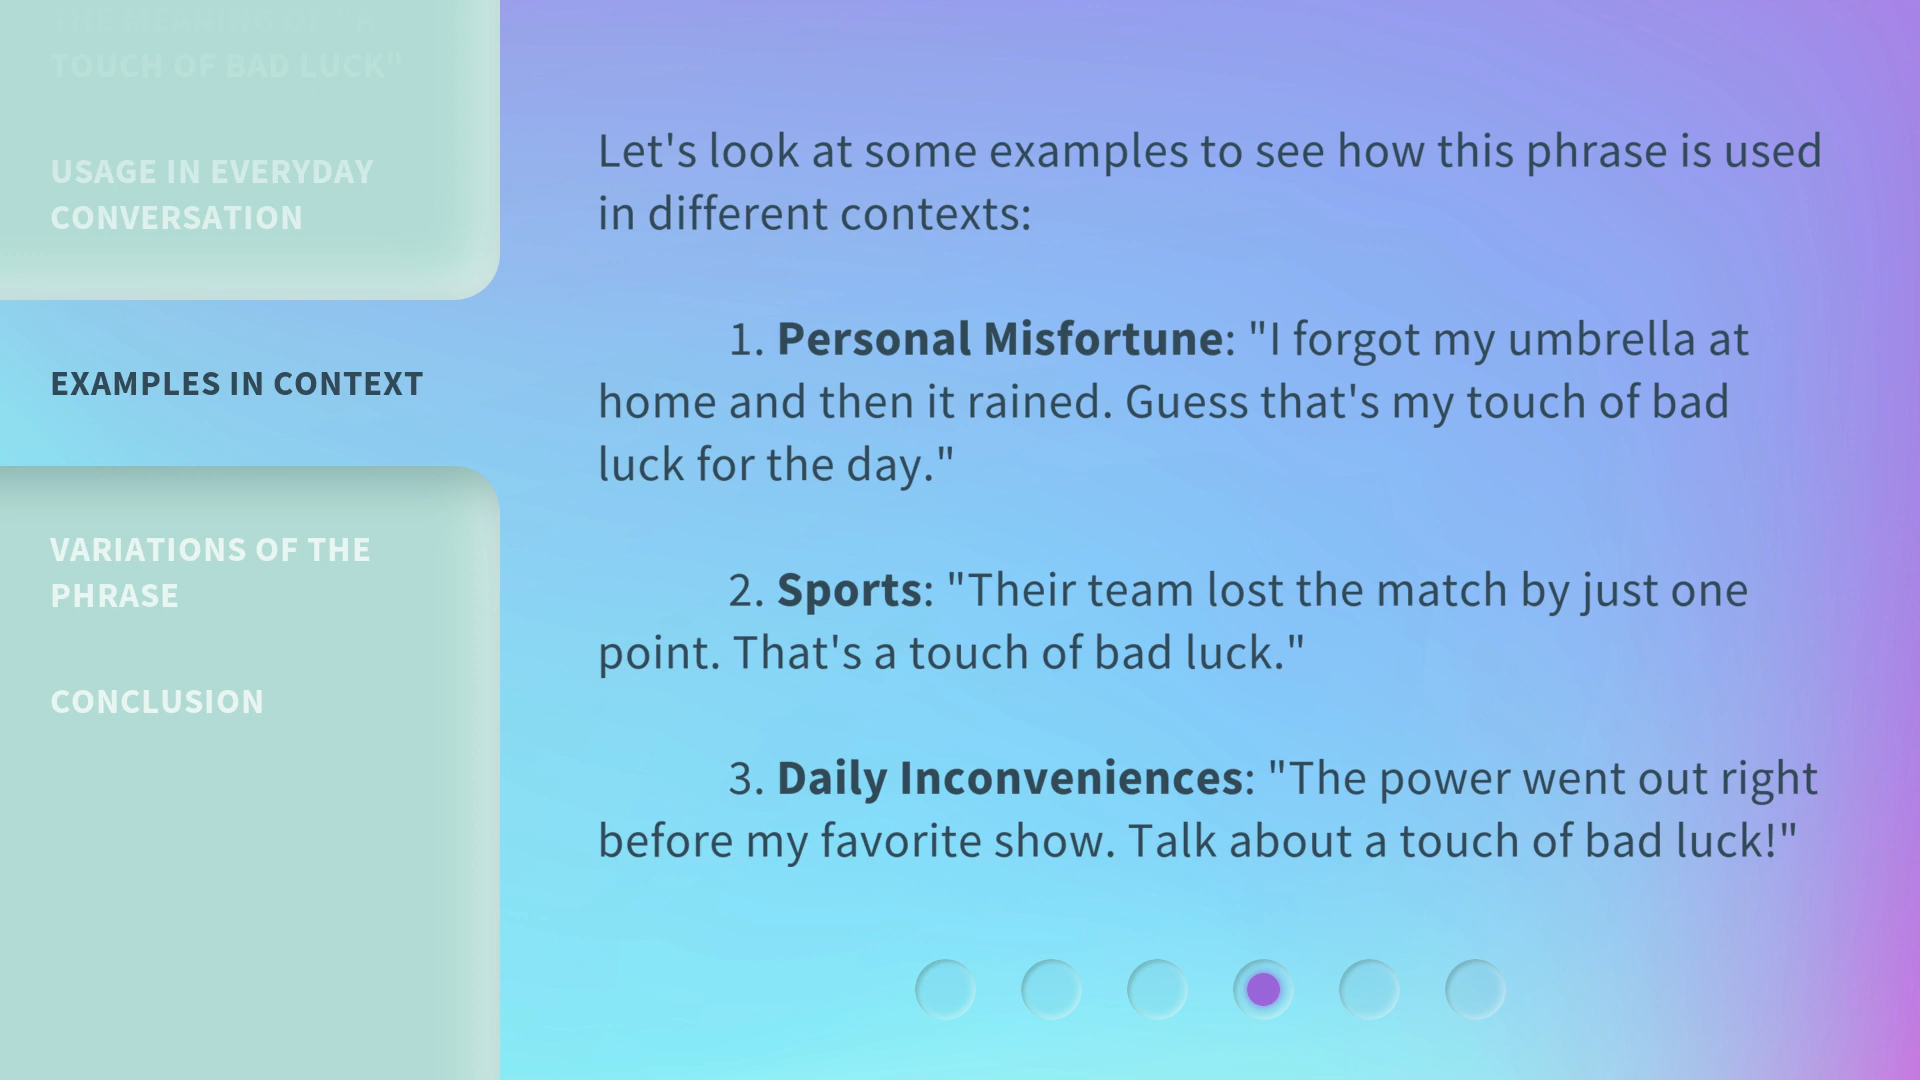 THE MEANING OF "A
TOUCH OF BAD LUCK"
USAGE IN EVERYDAY
CONVERSATION
EXAMPLES IN CONTEXT
VARIATIONS OF THE
PHRASE
CONCLUSION
Let's look at some examples to see how this phrase is used
in different contexts:
1. Personal Misfortune: "I forgot my umbrella at
home and then it rained. Guess that's my touch of bad
luck for the day."
2. Sports: "Their team lost the match by just one
point. That's a touch of bad luck."
3. Daily Inconveniences: "The power went out right
before my favorite show. Talk about a touch of bad luck!"